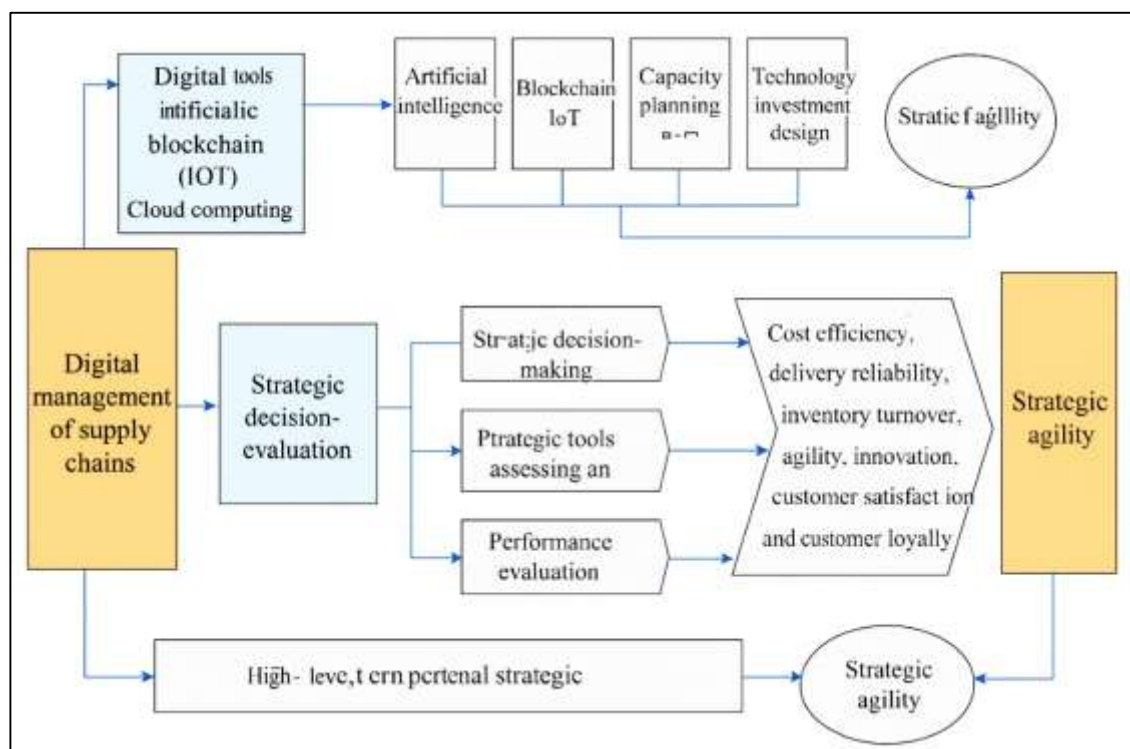 Digital tools
intificialic
blockchain
(IOT)
Cloud computing
Artificial
intelligence
Blockchain
IoT
Capacity
planning
Technology
investment
design
Digital
management
of supply
chains
Strategic
decision-
evaluation
decision-
making
Ptrategic tools
assessing an
Performance
evaluation
Cost efficiency,
delivery reliability,
inventory turnover,
agility, innovation,
customer satisfact ion
and customer loyally
Strategic
agility
strategic
Strategic
agility